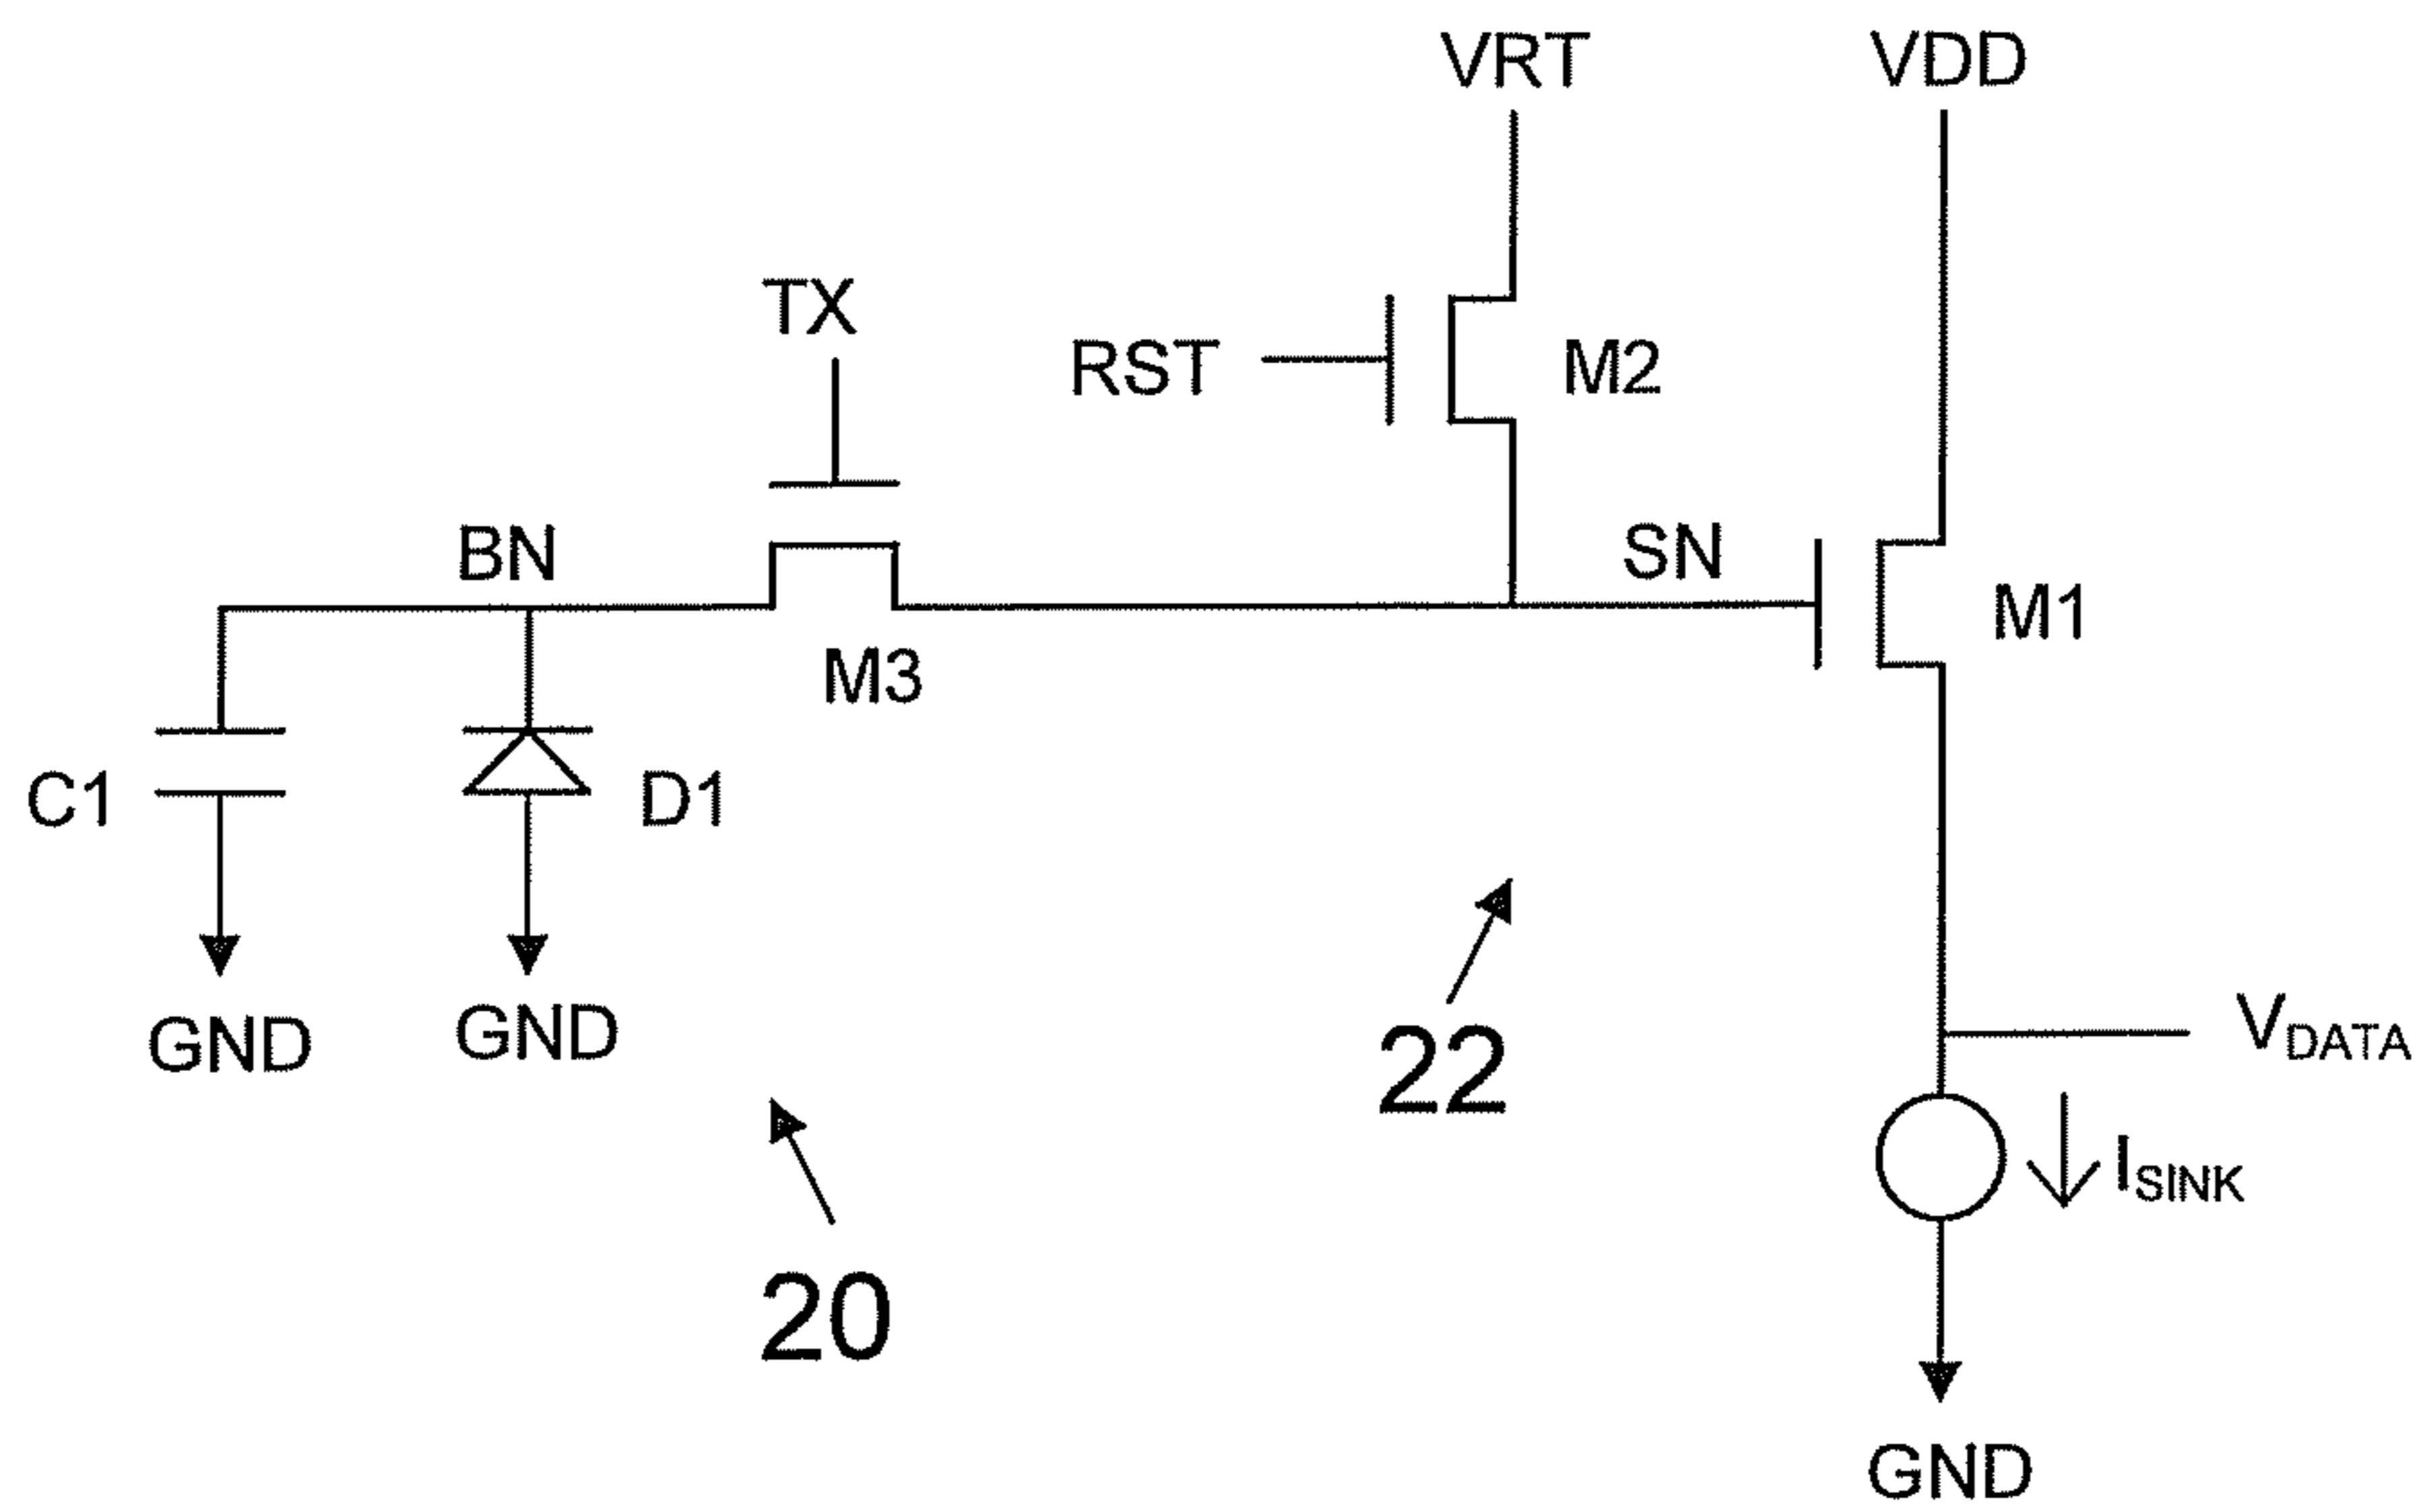 VRT
VDD
TX
RST
M2
BN
SN
M1
M3
C1
D1
GND
GND
22
VDATA
ISINK
20
GND